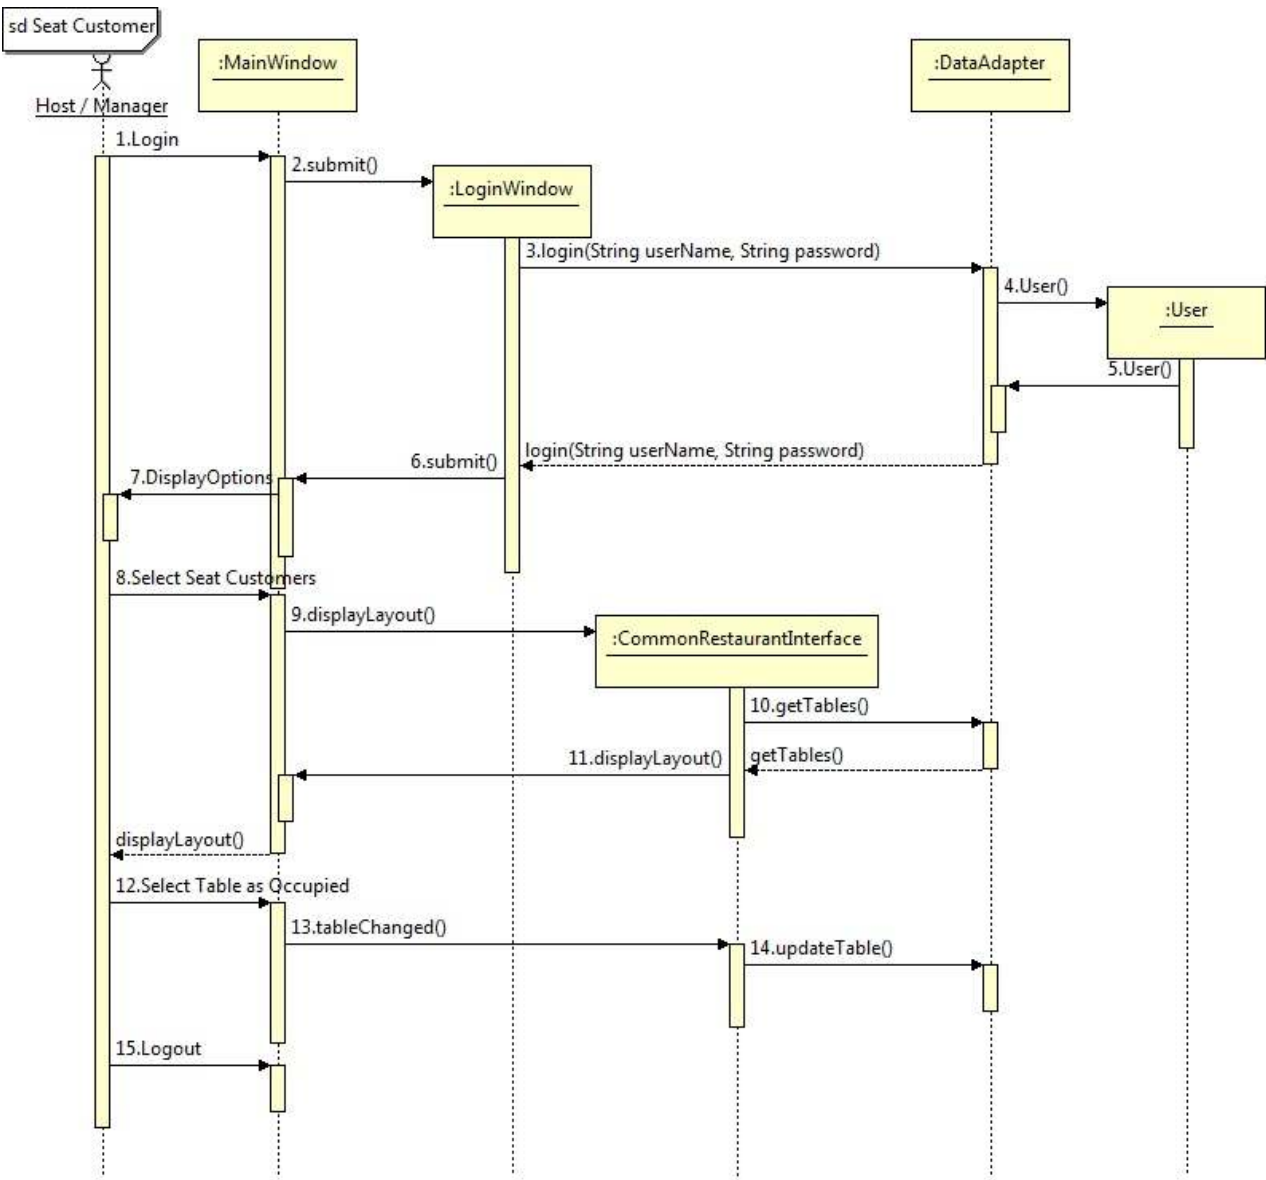 sd Seat Customer
Host / Manager
:MainWindow
:DataAdapter
1.Login
2.submit()
:LoginWindow
3.login(String userName, String password)
4.User()
:User
5.User()
login(String userName, String password)
6.submit()
7.DisplayOptions
8.Select Seat Customers
9.displayLayout()
:CommonRestaurantInterface
10.getTables()
11.displayLayout()
getTables()
displayLayout()
12.Select Table as Occupied
13.tableChanged()
14.updateTable()
15.Logout